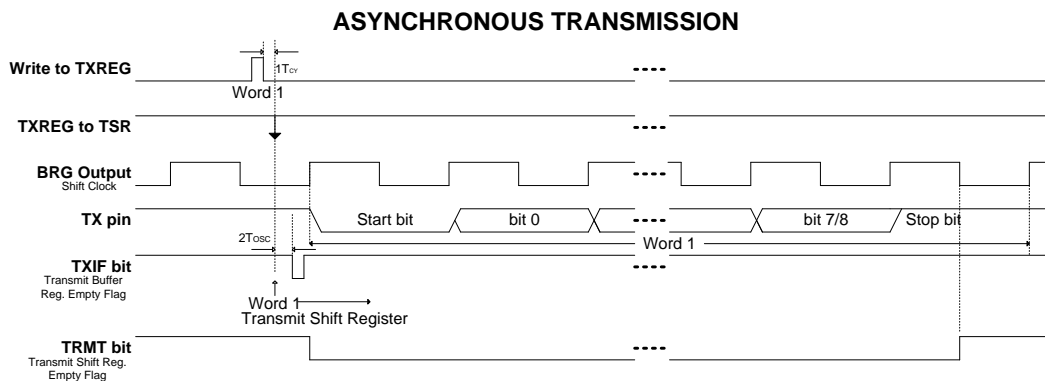 ASYNCHRONOUS TRANSMISSION
Write to TXREG
1TCY
Word 1
TXREG to TSR
BRG Output
Shift Clock
TX pin
Start bit
bit 0
bit 7/8
Stop bit
2TOSC
Word 1
TXIF bit
Transmit Buffer
Reg. Empty Flag
Word 1
Transmit Shift Register
TRMT bit
Transmit Shift Reg.
Empty Flag